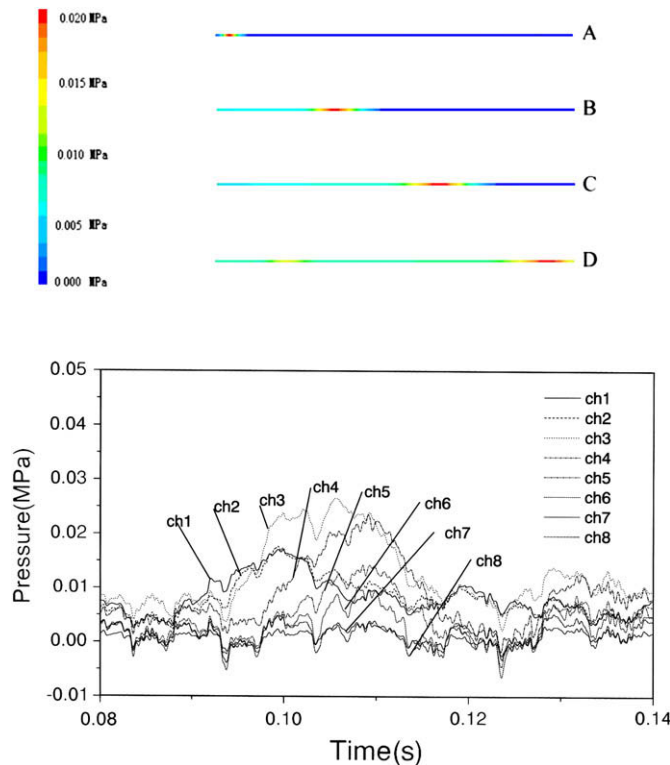 0.020 MPa
A
0.015 MPa
B
0.010 MPa
C
0.005 MPa
D
0.000 MPa
0.05
0.04
0.03
0.02
0.01
0.00
-0.01
Pressure(MPa)
ch1
ch2
ch3
ch4
ch5
ch6
ch7
ch8
ch1
ch2
ch3
ch4
ch5
ch6
ch7
ch8
0.08 0.10 0.12 0.14
Time(s)